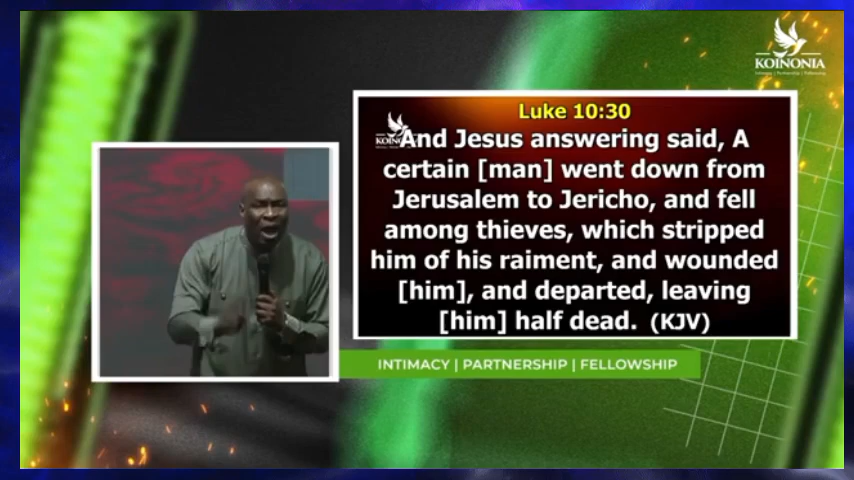 KOINONIA
Intimacy | Partnership | Fellowship
Luke 10:30
And Jesus answering said, A
certain [man] went down from
Jerusalem to Jericho, and fell
among thieves, which stripped
him of his raiment, and wounded
[him], and departed, leaving
[him] half dead. (KJV)
INTIMACY | PARTNERSHIP | FELLOWSHIP